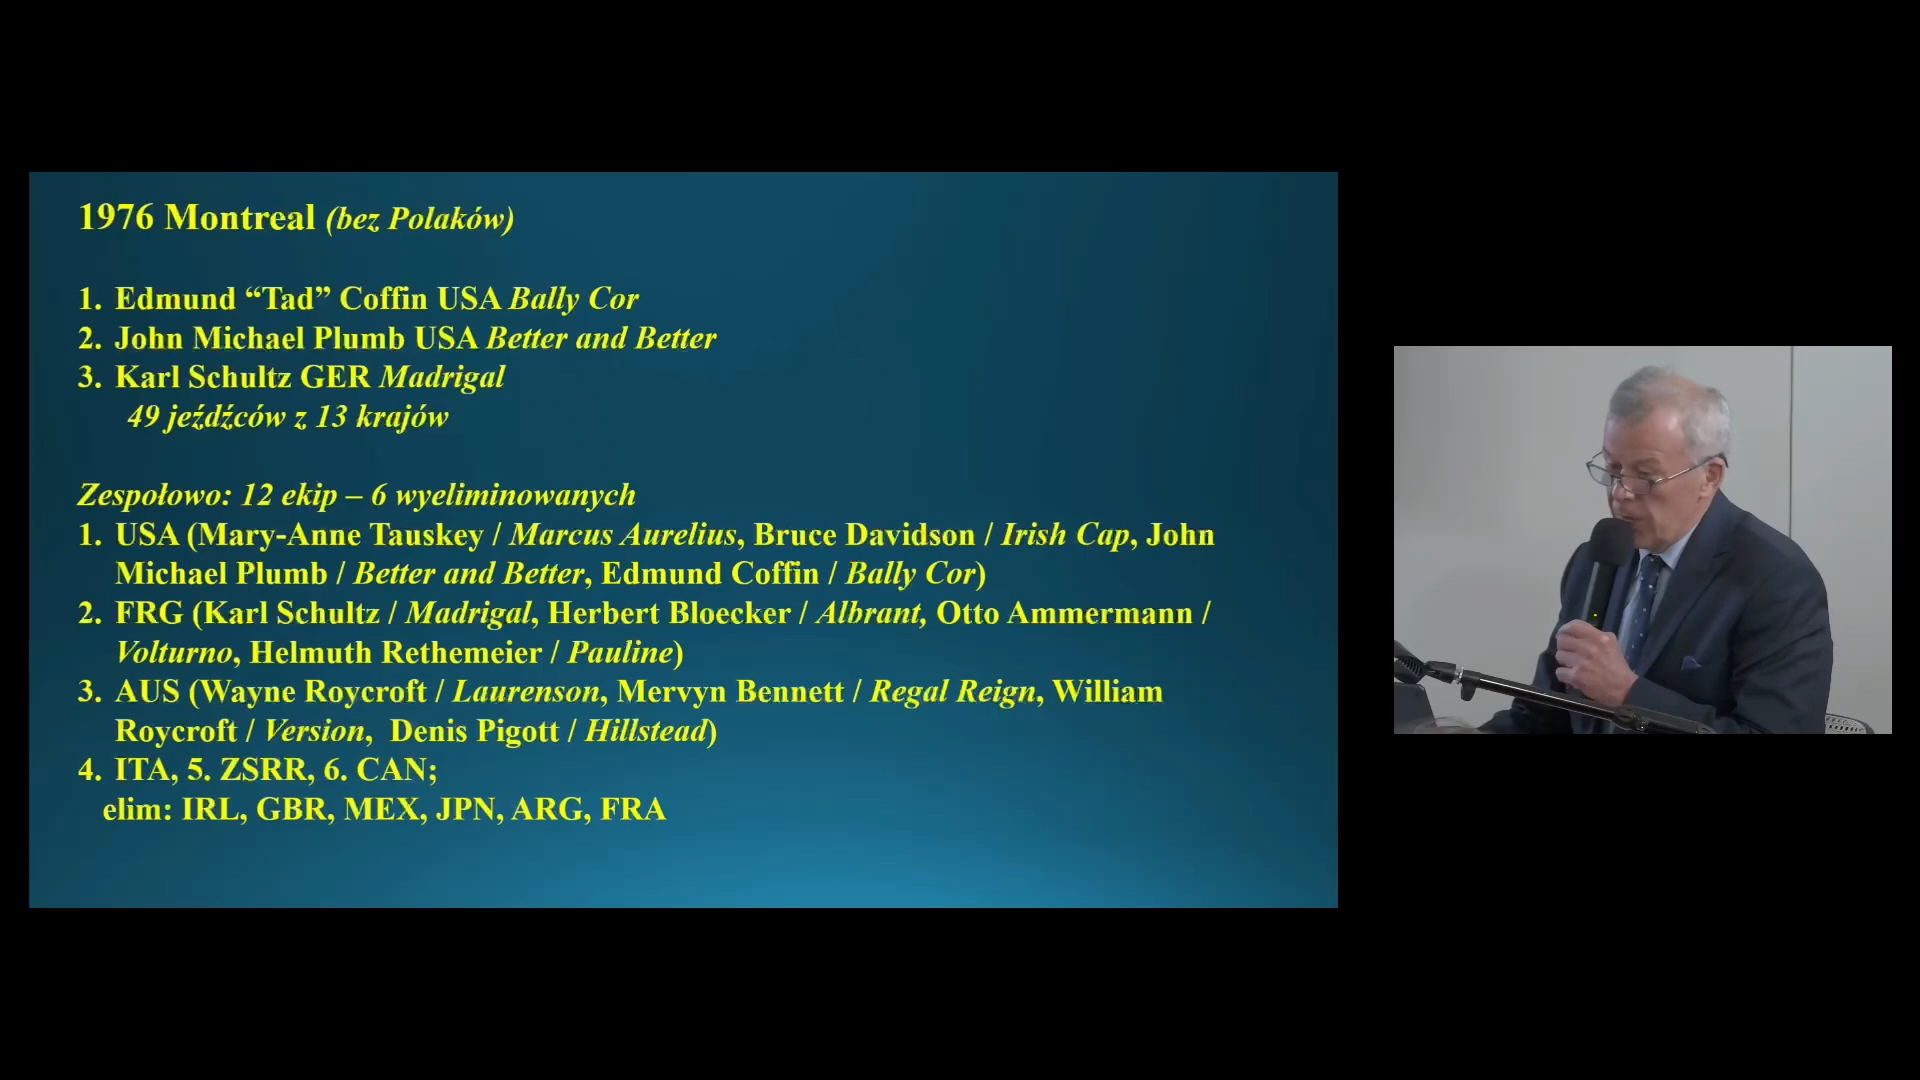 1976 Montreal (bez Polaków)
1. Edmund “Tad” Coffin USA Bally Cor
2. John Michael Plumb USA Better and Better
3. Karl Schultz GER Madrigal
49 jeźdźców z 13 krajów
Zespołowo: 12 ekip – 6 wyeliminowanych
1. USA (Mary-Anne Tauskey / Marcus Aurelius, Bruce Davidson / Irish Cap, John
Michael Plumb / Better and Better, Edmund Coffin / Bally Cor)
2. FRG (Karl Schultz / Madrigal, Herbert Bloecker / Albrant, Otto Ammermann /
Volturno, Helmuth Rethemeier / Pauline)
3. AUS (Wayne Roycroft / Laurenson, Mervyn Bennett / Regal Reign, William
Roycroft / Version, Denis Pigott / Hillstead)
4. ITA, 5. ZSRR, 6. CAN;
elim: IRL, GBR, MEX, JPN, ARG, FRA